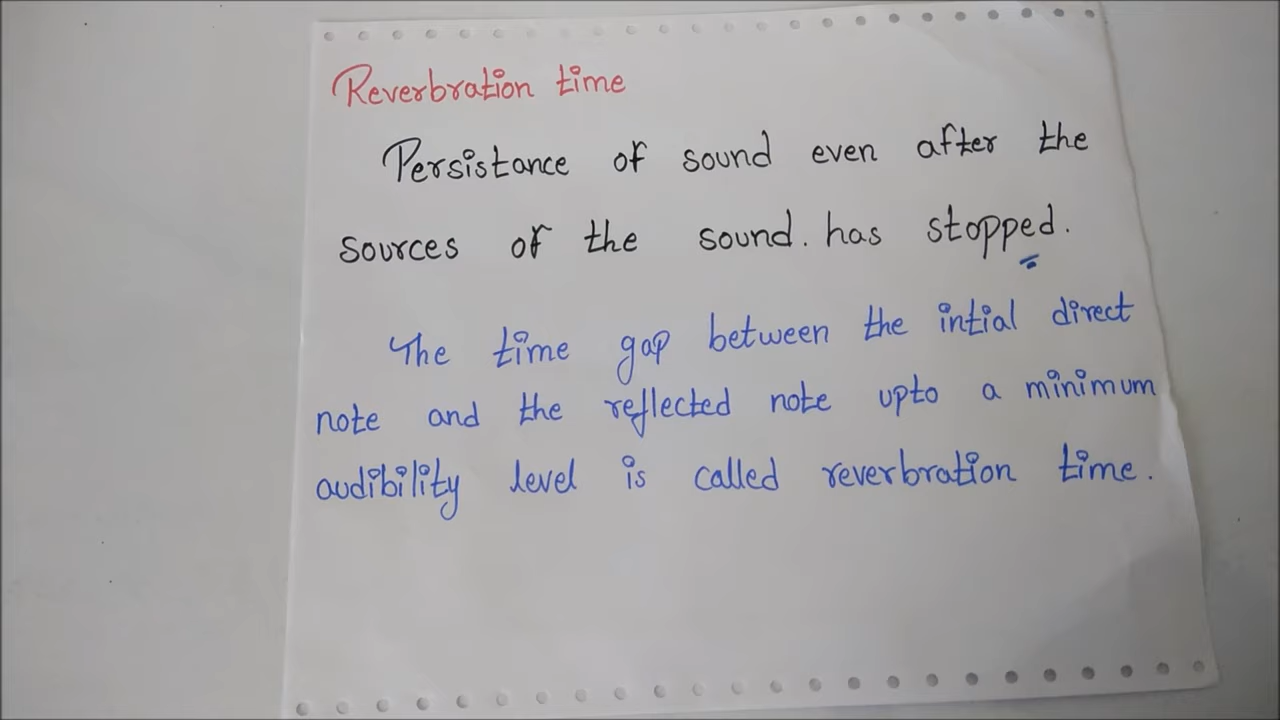 Reverbration time
Persistance of sound even after the
sources of the sound. has stopped.
The time gap between the intial direct
note and the reflected note upto a minimum
audibility level is called reverbration time.